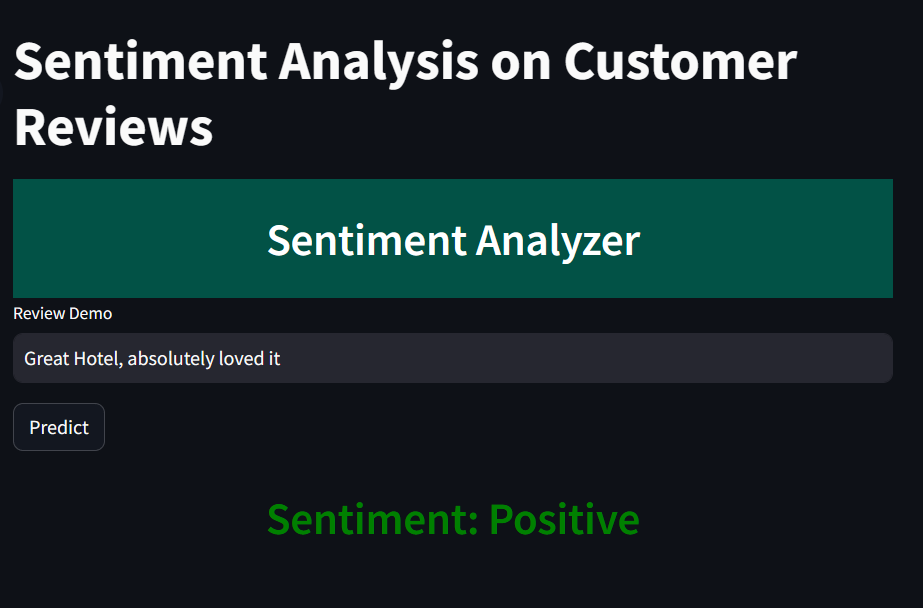 Sentiment Analysis on Customer
Reviews
Sentiment Analyzer
Review Demo
Great Hotel, absolutely loved it
Predict
Sentiment: Positive